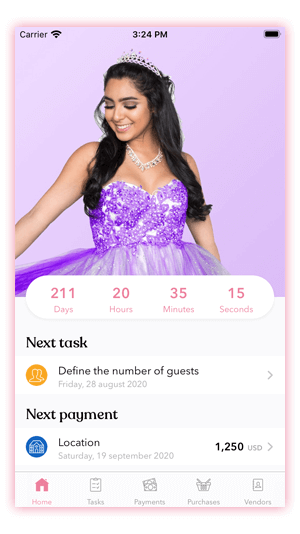 Carrier 3:24 PM
211 20 35 15
Days Hours Minutes Seconds
Next task
Define the number of guests
Friday, 28 august 2020
Next payment
Location 1,250 USD
Saturday, 19 september 2020
Home Tasks Payments Purchases Vendors